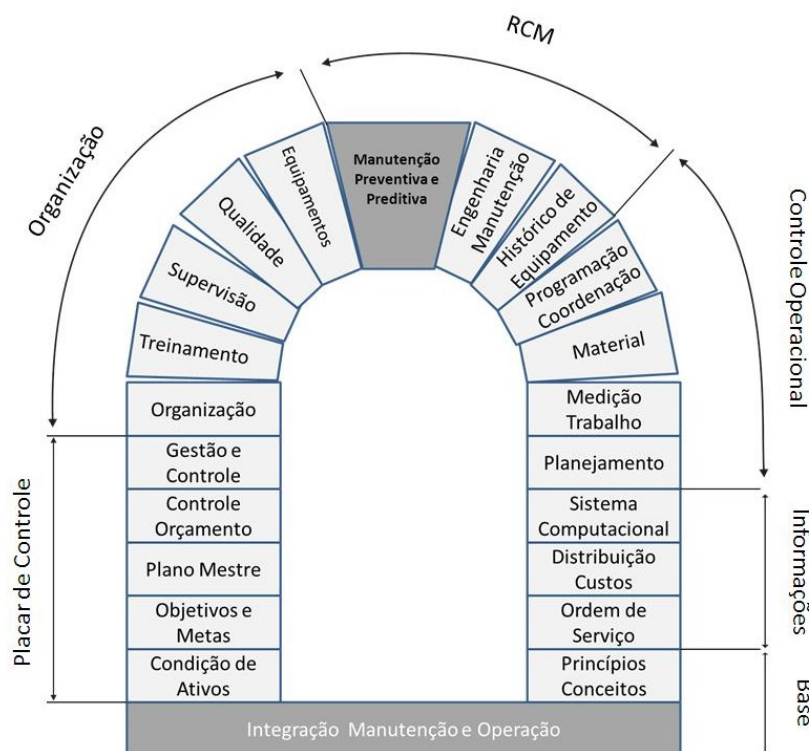 RCM
Organização
Controle Operacional
Placar de Controle
Informações
Base
Manutenção
Preventiva e
Preditiva
Equipamentos
Qualidade
Supervisão
Treinamento
Organização
Gestão e
Controle
Controle
Orçamento
Plano Mestre
Objetivos e
Metas
Condição de
Ativos
Engenharia
Manutenção
Histórico de
Equipamento
Programação
Coordenação
Material
Medição
Trabalho
Planejamento
Sistema
Computacional
Distribuição
Custos
Ordem de
Serviço
Princípios
Conceitos
Integração Manutenção e Operação